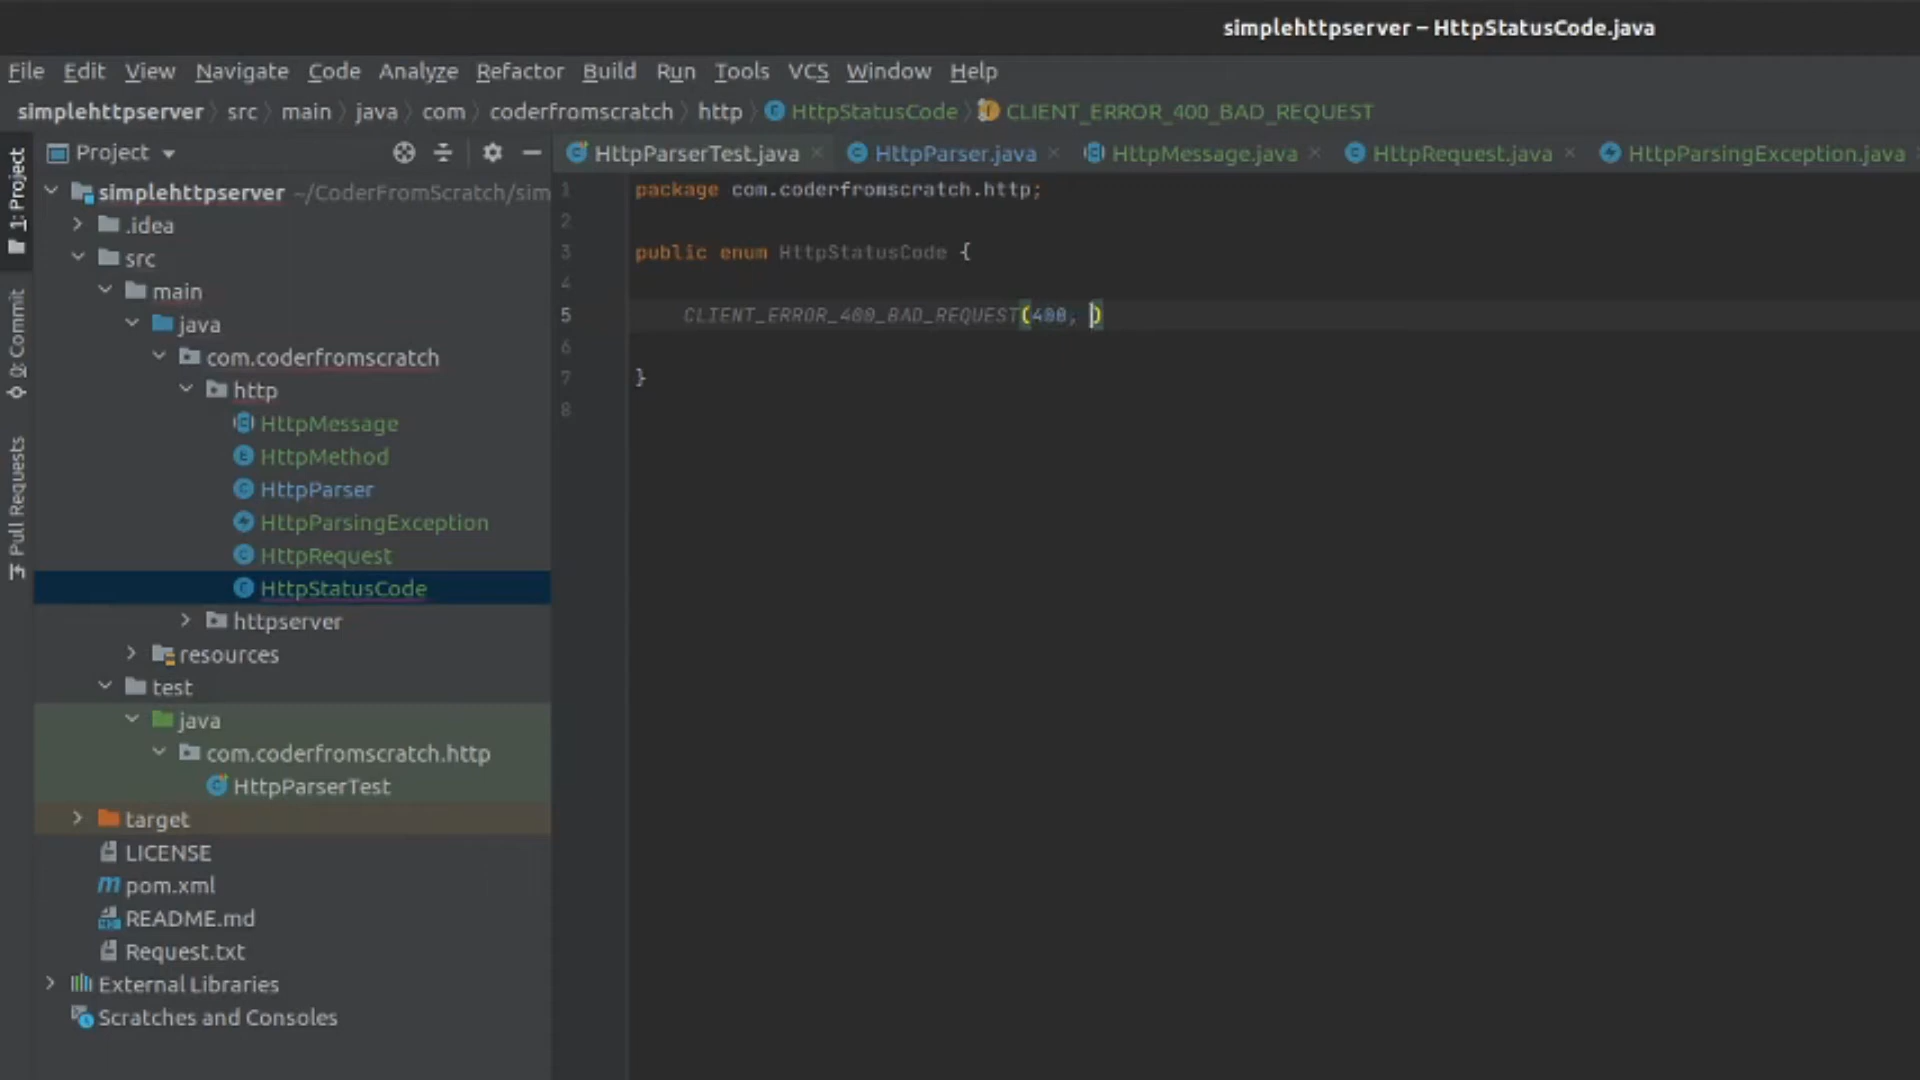 simplehttpserver – HttpStatusCode.java
File Edit View Navigate Code Analyze Refactor Build Run Tools VCS Window Help
simplehttpserver src main java com coderfromscratch http HttpStatusCode CLIENT_ERROR_400_BAD_REQUEST
1: Project
0: Commit
Pull Requests
Project
simplehttpserver ~/CoderFromScratch/sim
.idea
src
main
java
com.coderfromscratch
http
HttpMessage
HttpMethod
HttpParser
HttpParsingException
HttpRequest
HttpStatusCode
httpserver
resources
test
java
com.coderfromscratch.http
HttpParserTest
target
LICENSE
pom.xml
README.md
Request.txt
External Libraries
Scratches and Consoles
HttpParserTest.java HttpParser.java HttpMessage.java HttpRequest.java HttpParsingException.java
1 package com.coderfromscratch.http;
2
3 public enum HttpStatusCode {
4
5 CLIENT_ERROR_400_BAD_REQUEST(400, )
6
7 }
8